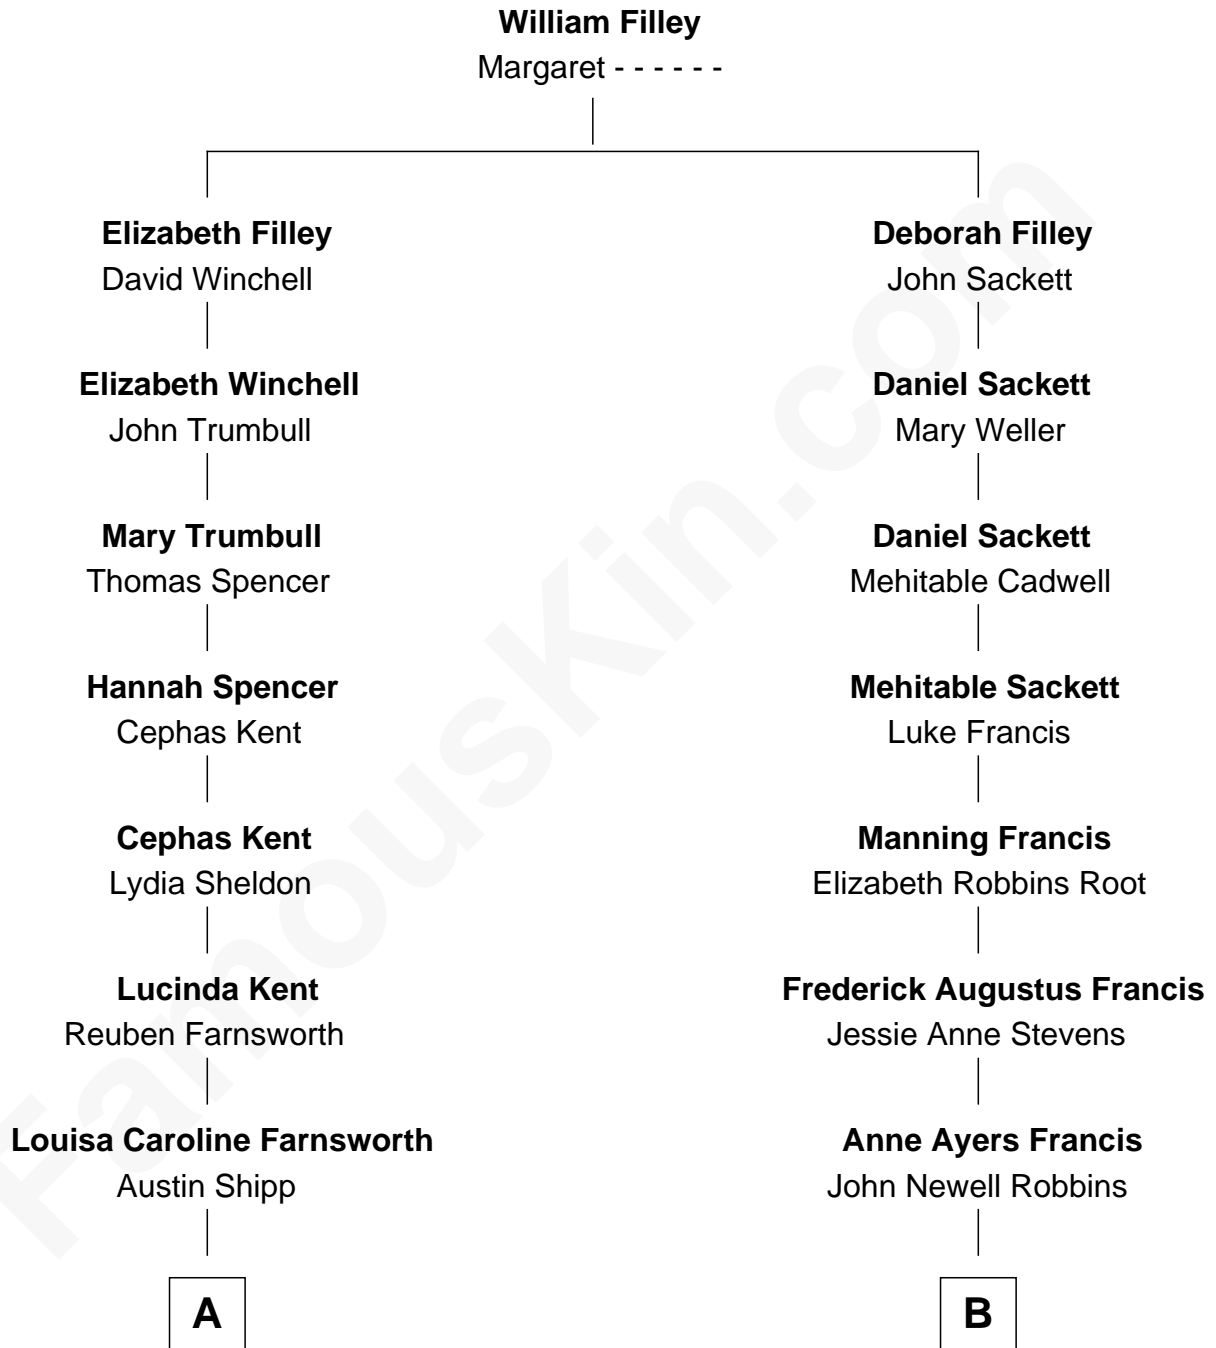 William Filley
Margaret - - - - - -
Elizabeth Filley
David Winchell
Deborah Filley
John Sackett
Elizabeth Winchell
John Trumbull
Daniel Sackett
Mary Weller
Mary Trumbull
Thomas Spencer
Daniel Sackett
Mehitable Cadwell
Hannah Spencer
Cephas Kent
Mehitable Sackett
Luke Francis
Cephas Kent
Lydia Sheldon
Manning Francis
Elizabeth Robbins Root
Lucinda Kent
Reuben Farnsworth
Frederick Augustus Francis
Jessie Anne Stevens
Louisa Caroline Farnsworth
Austin Shipp
Anne Ayers Francis
John Newell Robbins
A
B
FamousKin.com